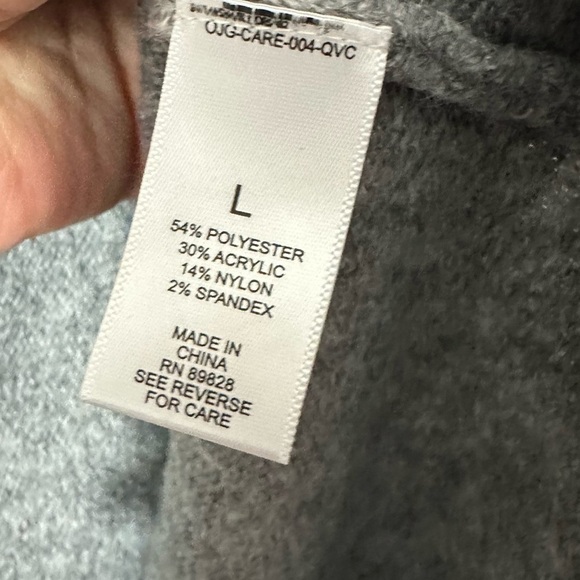 OJG-CARE-004-QVC
L
54% POLYESTER
30% ACRYLIC
14% NYLON
2% SPANDEX
MADE IN
CHINA
RN 89828
SEE REVERSE
FOR CARE